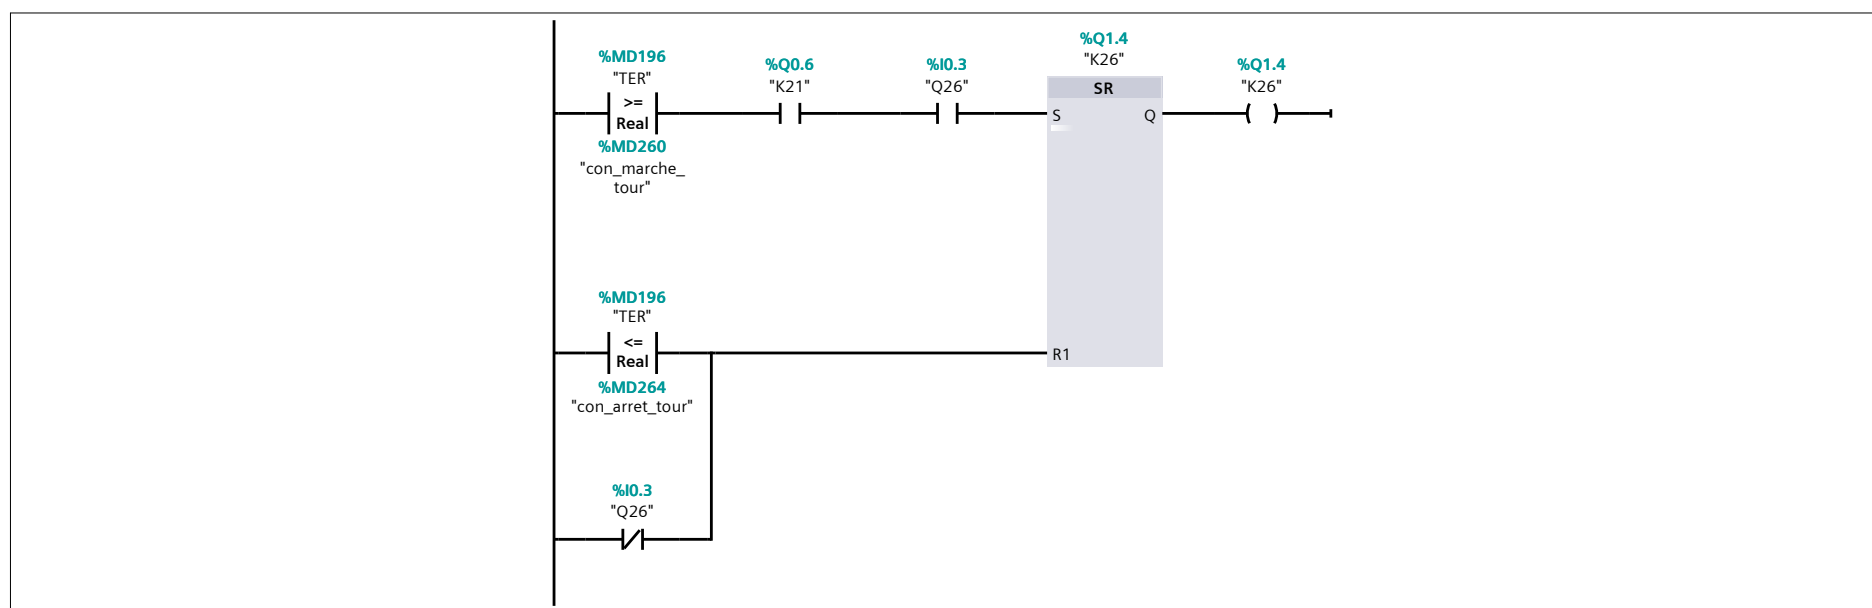 %MD196
"TER"
>=
Real
%MD260
"con_marche_
tour"
%Q0.6
"K21"
%I0.3
"Q26"
%Q1.4
"K26"
SR
S
Q
R1
%Q1.4
"K26"
%MD196
"TER"
<=
Real
%MD264
"con_arret_tour"
%I0.3
"Q26"